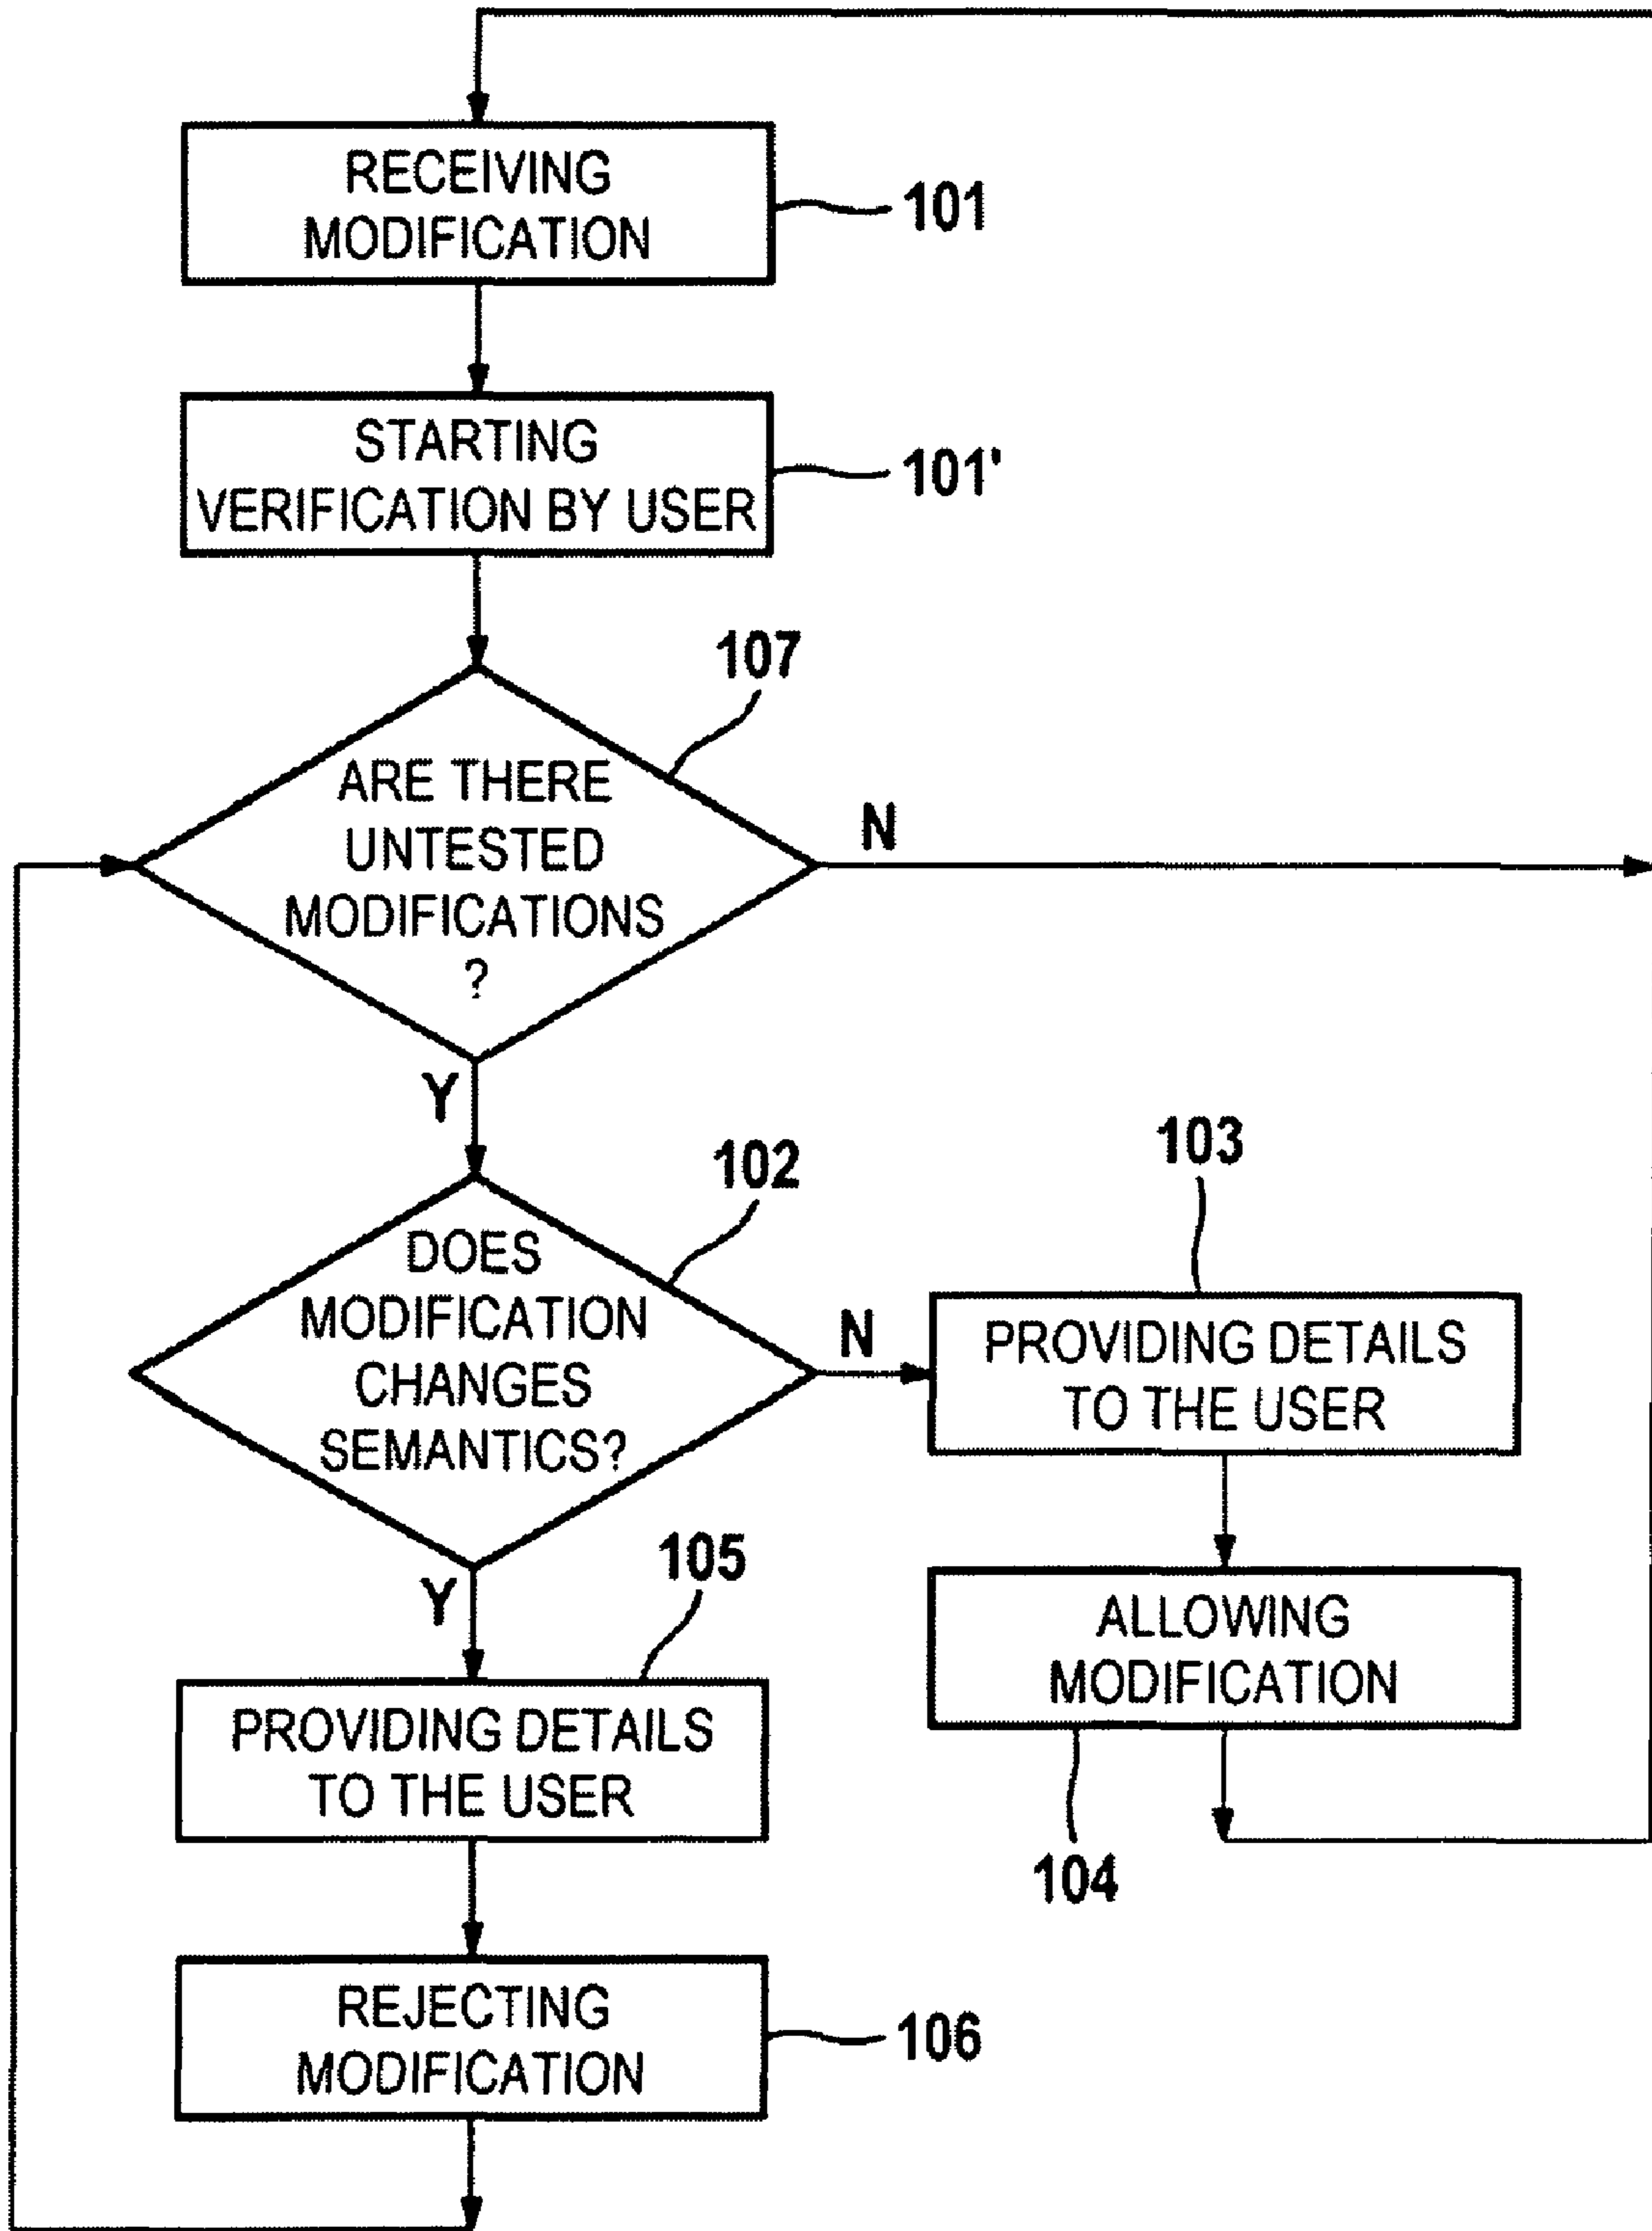 RECEIVING
MODIFICATION
101
STARTING
VERIFICATION BY USER
101'
107
ARE THERE
UNTESTED
MODIFICATIONS
?
N
Y
102
DOES
MODIFICATION
CHANGES
SEMANTICS?
N
103
PROVIDING DETAILS
TO THE USER
Y
105
PROVIDING DETAILS
TO THE USER
ALLOWING
MODIFICATION
104
REJECTING
MODIFICATION
106